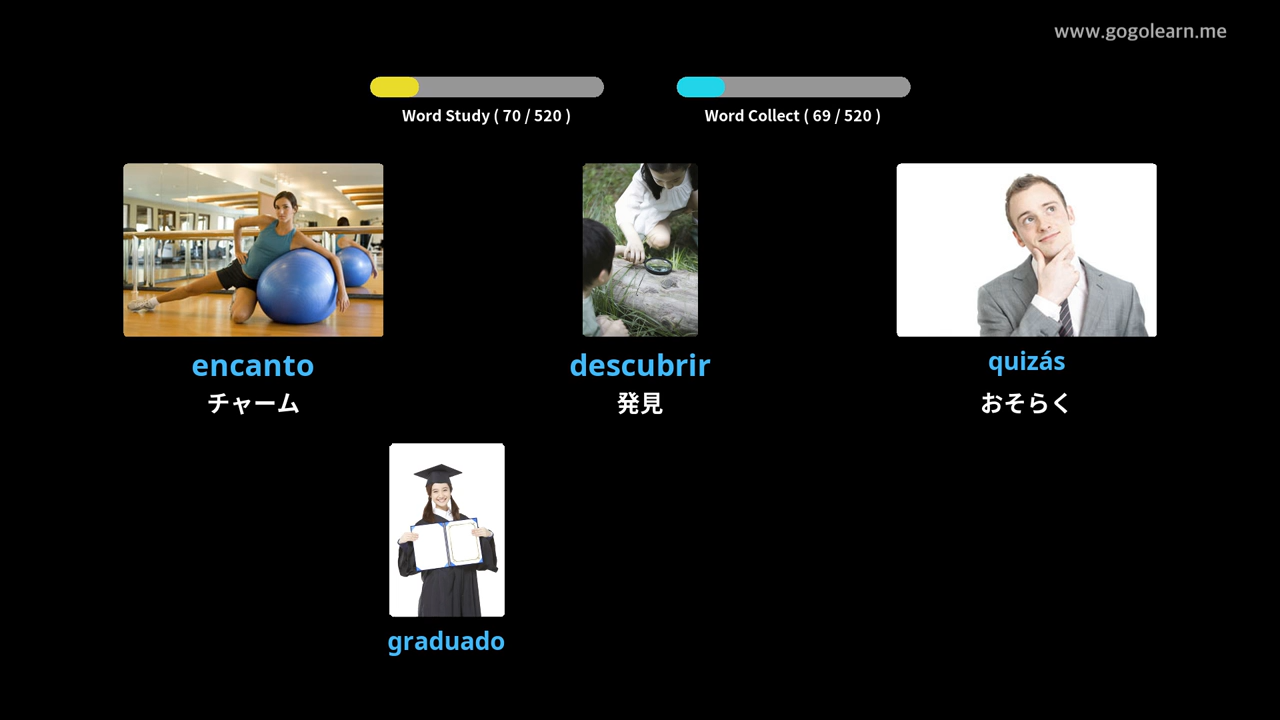 www.gogolearn.me
Word Study ( 70 / 520 )
Word Collect ( 69 / 520 )
encanto
チャーム
descubrir
発見
quizás
おそらく
graduado